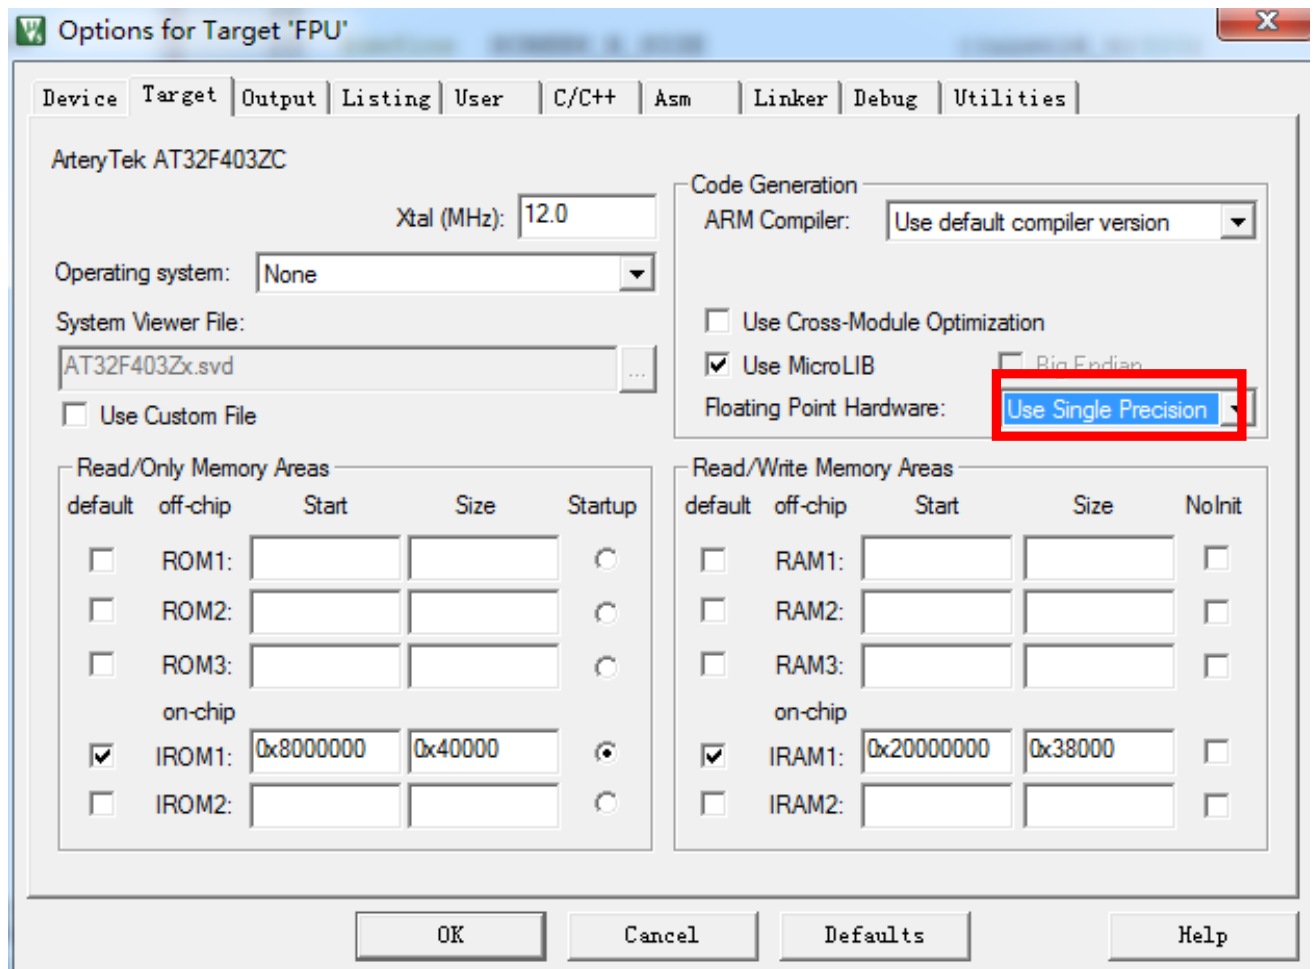 Options for Target 'FPU'
Device Target Output Listing User C/C++ Asm Linker Debug Utilities
ArteryTek AT32F403ZC
Xtal (MHz): 12.0
Operating system: None
System Viewer File:
AT32F403Zx.svd ...
Use Custom File
Code Generation
ARM Compiler: Use default compiler version
Use Cross-Module Optimization
Use MicroLIB Big Endian
Floating Point Hardware: Use Single Precision
Read/Only Memory Areas
default off-chip Start Size Startup
ROM1:
ROM2:
ROM3:
on-chip
IROM1: 0x8000000 0x40000
IROM2:
Read/Write Memory Areas
default off-chip Start Size NoInit
RAM1:
RAM2:
RAM3:
on-chip
IRAM1: 0x20000000 0x38000
IRAM2:
OK Cancel Defaults Help